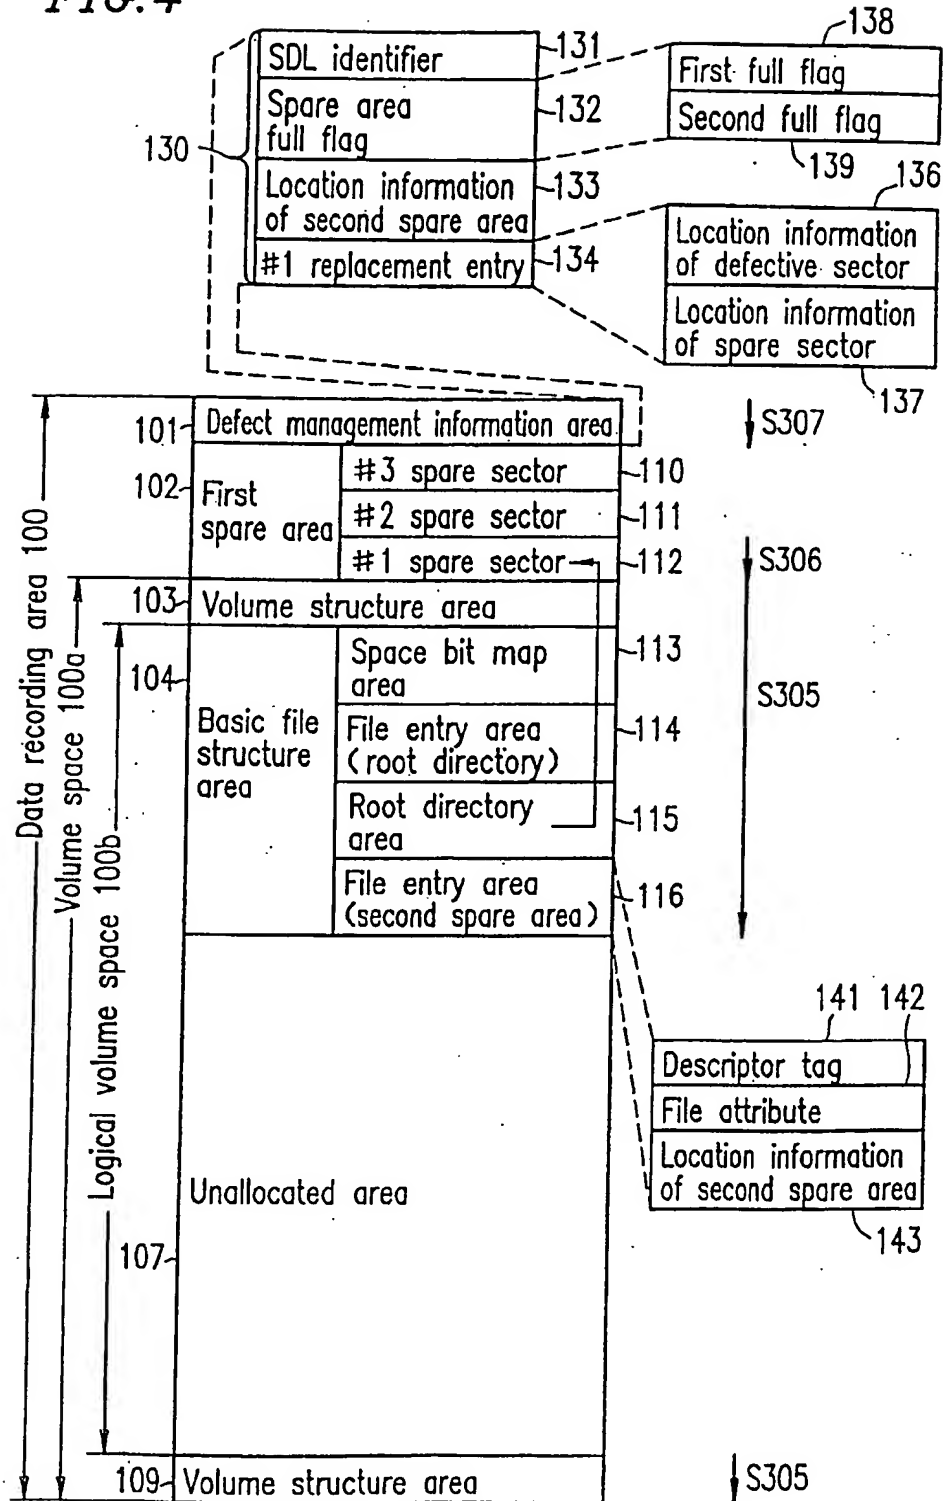 FIG. 4
138
SDL identifier
131
First full flag
Spare area
full flag
132
Second full flag
130
139
Location information
of second spare area
133
136
#1 replacement entry
134
Location information
of defective sector
Location information
of spare sector
137
101
Defect management information area
S307
102
First
spare area
#3 spare sector
110
#2 spare sector
111
#1 spare sector
112
S306
103
Volume structure area
104
Basic file
structure
area
Space bit map
area
113
S305
File entry area
(root directory)
114
Root directory
area
115
File entry area
(second spare area)
116
Data recording area 100
Volume space 100a
Logical volume space 100b
141 142
Descriptor tag
File attribute
Location information
of second spare area
143
Unallocated area
107
109
Volume structure area
S305